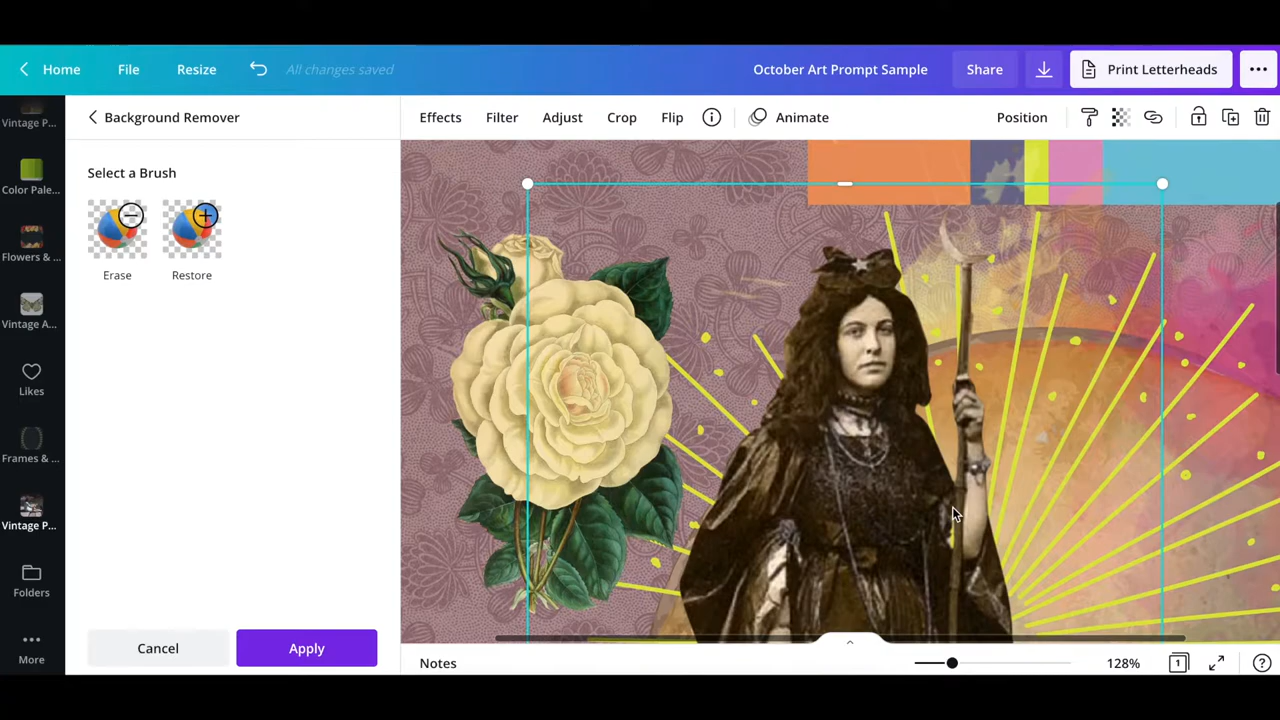 Home File Resize All changes saved October Art Prompt Sample Share Print Letterheads
Vintage P...
Background Remover
Effects Filter Adjust Crop Flip Animate Position
Select a Brush
Color Pale...
Erase Restore
Flowers & ...
Vintage A...
Likes
Frames & ...
Vintage P...
Folders
More
Cancel Apply
Notes 128% 1